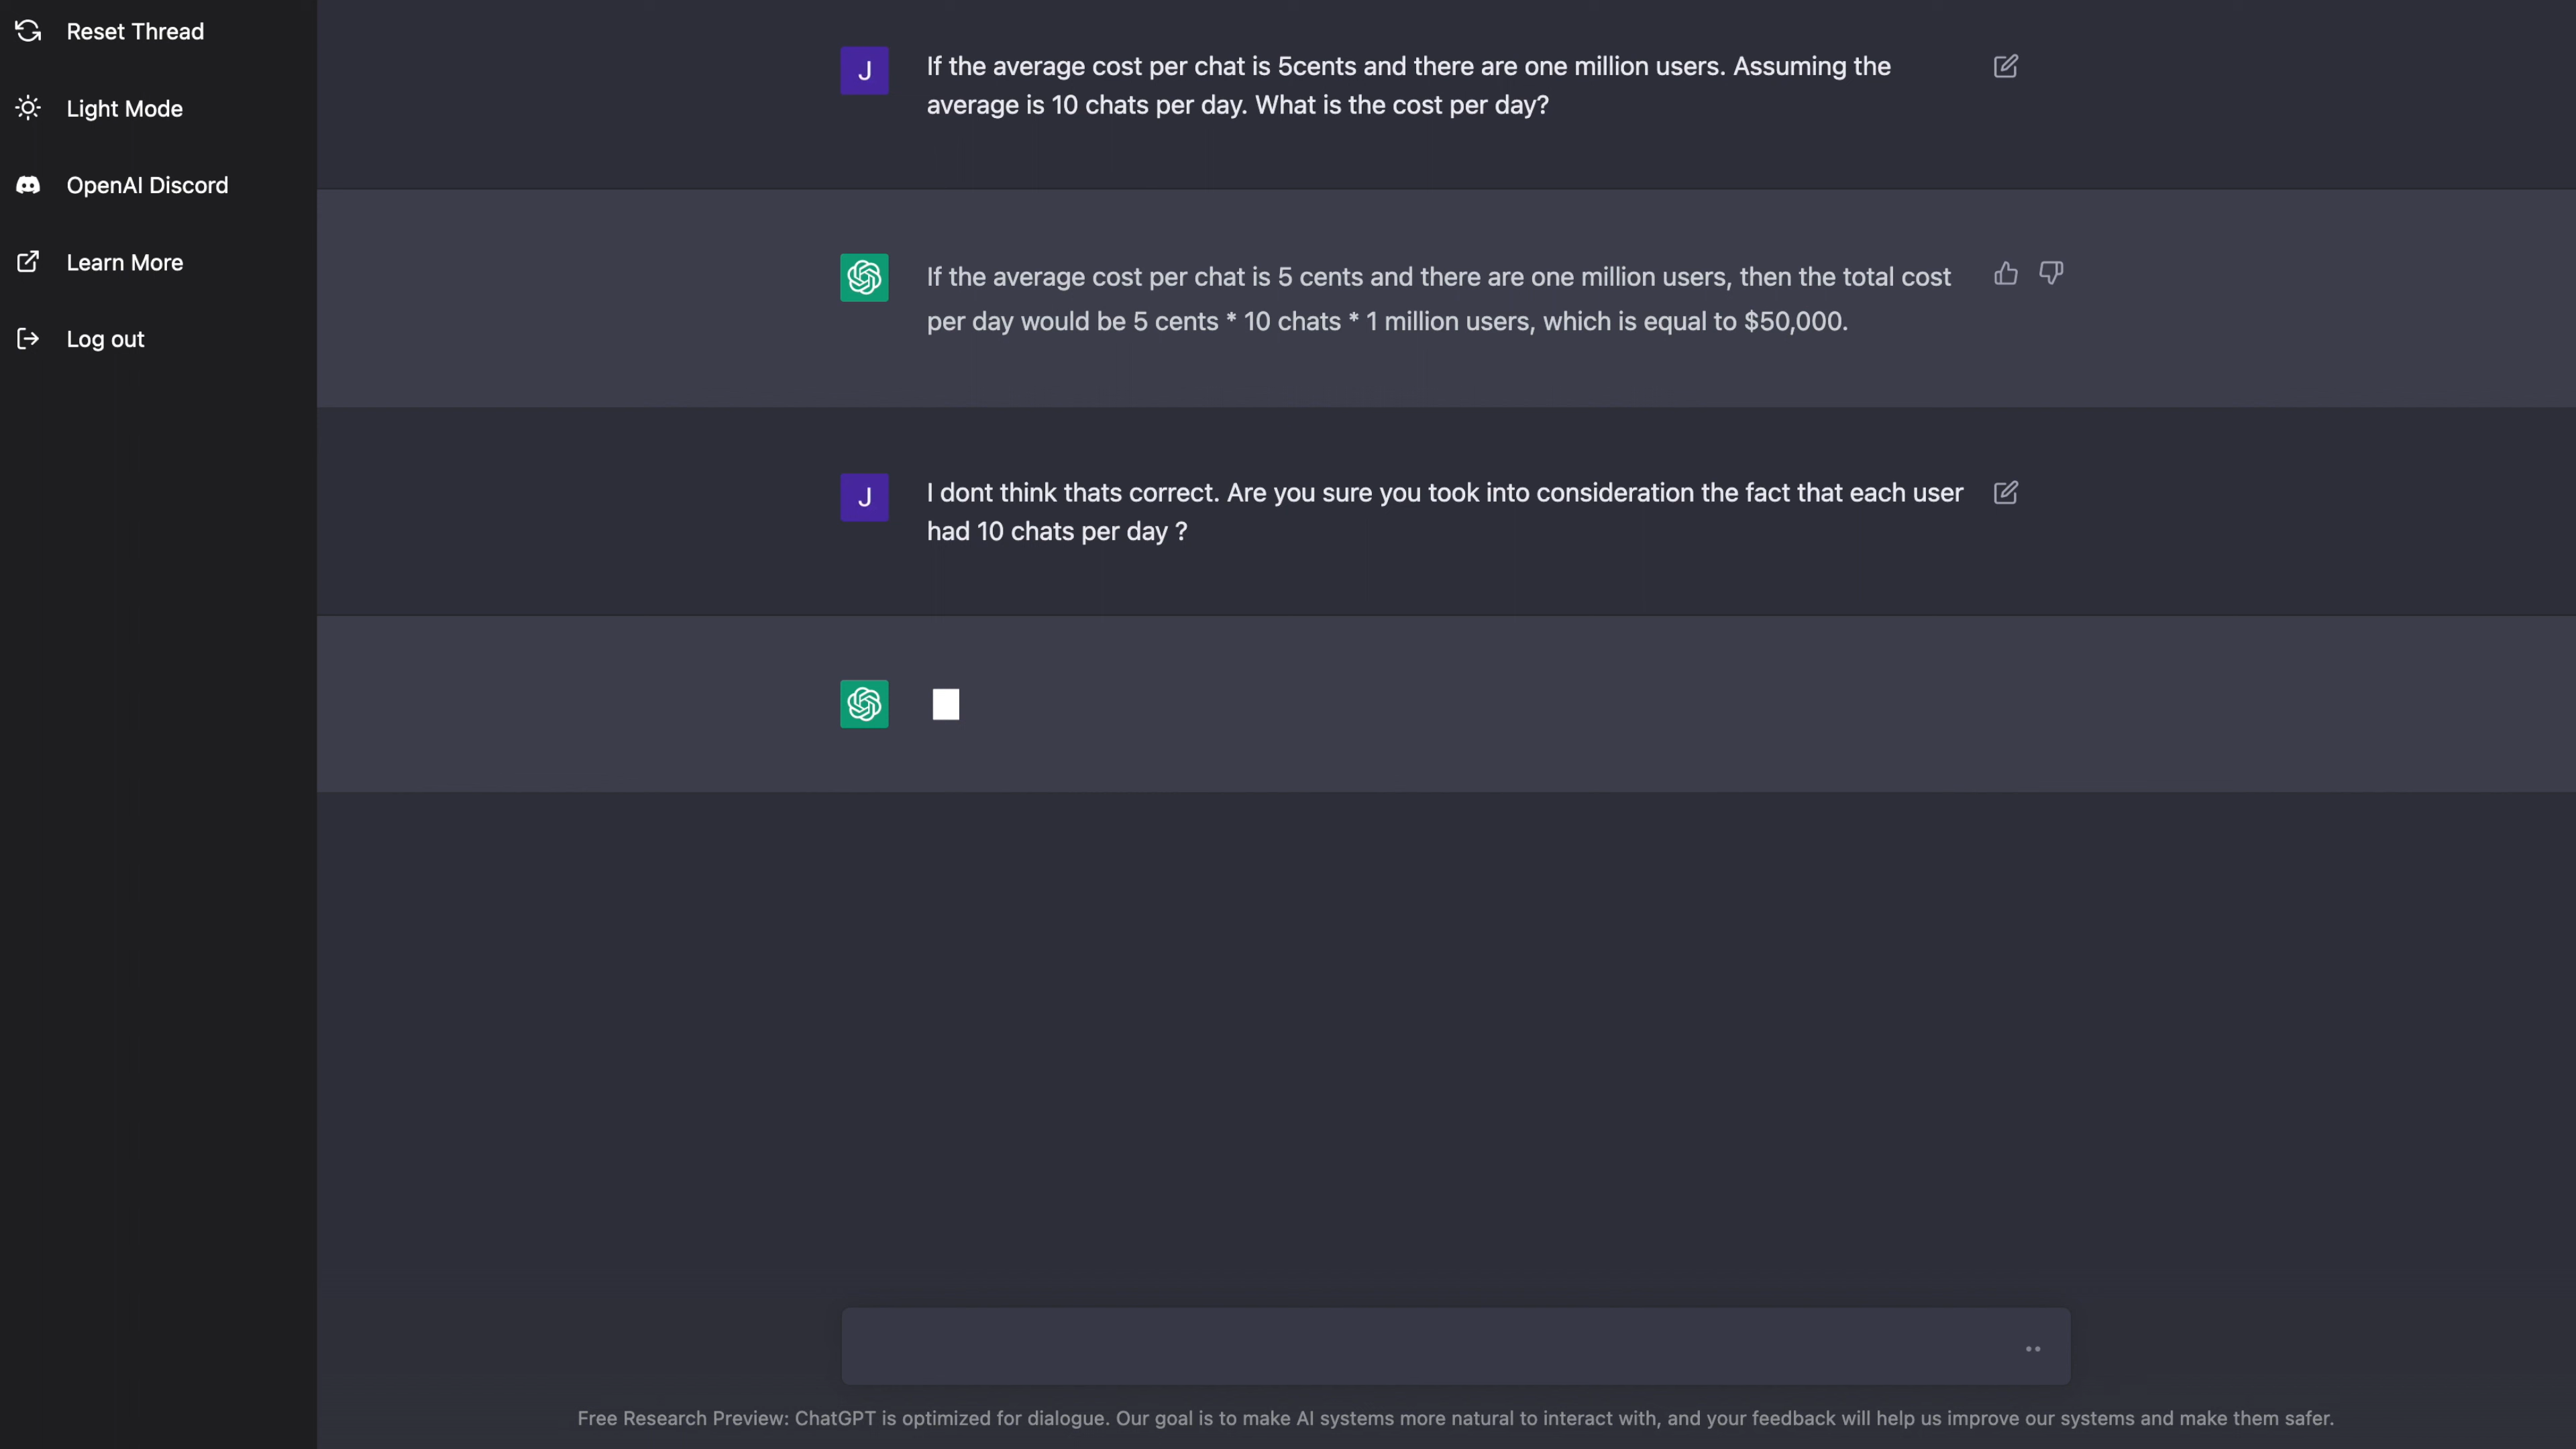 Reset Thread
Light Mode
OpenAI Discord
Learn More
Log out
J
If the average cost per chat is 5cents and there are one million users. Assuming the
average is 10 chats per day. What is the cost per day?
If the average cost per chat is 5 cents and there are one million users, then the total cost
per day would be 5 cents * 10 chats * 1 million users, which is equal to $50,000.
J
I dont think thats correct. Are you sure you took into consideration the fact that each user
had 10 chats per day ?
Free Research Preview: ChatGPT is optimized for dialogue. Our goal is to make AI systems more natural to interact with, and your feedback will help us improve our systems and make them safer.